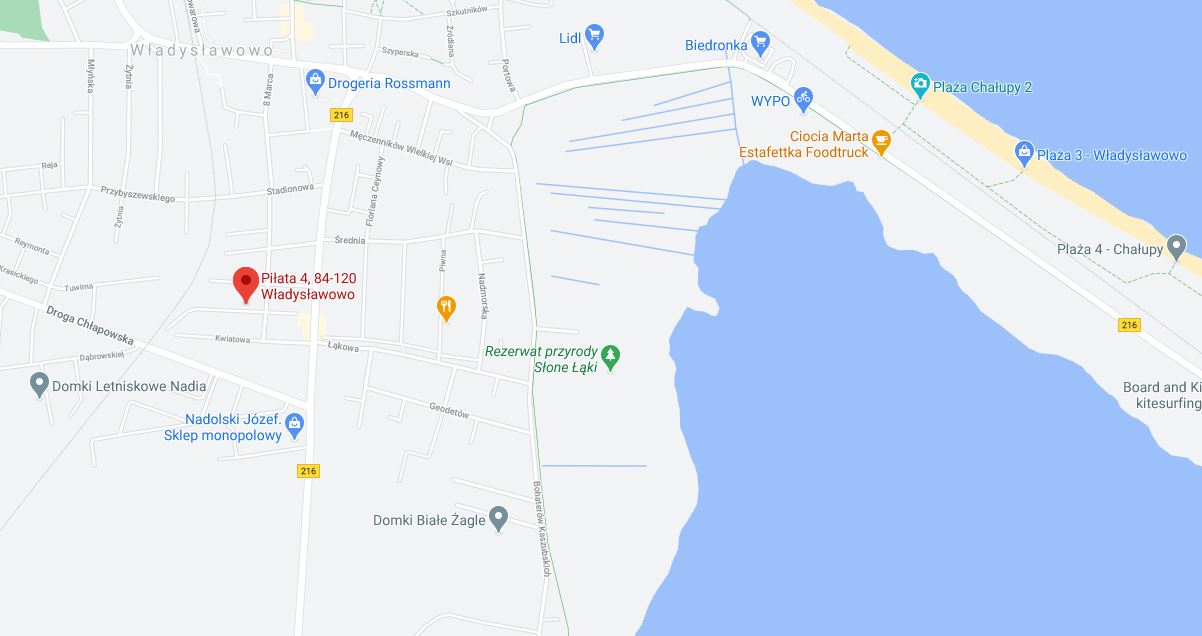 Szkutników
Towarowa
Lidl
Biedronka
Władysławowo
Szyperska
Źródlana
Portowa
Młyńska
Żytnia
8 Marca
Drogeria Rossmann
WYPO
Plaża Chałupy 2
216
Ciocia Marta
Estafettka Foodtruck
Męczenników Wielkiej Wsi
Plaża 3 - Władysławowo
Reja
Przybyszewskiego
Stadionowa
Floriana Ceynowy
Żytnia
Średnia
Reymonta
Piwna
Plaża 4 - Chałupy
Krasickiego
Tuwima
Piłata 4, 84-120
Władysławowo
Nadmorska
Droga Chłapowska
216
Kwiatowa
Łąkowa
Dąbrowskiej
Rezerwat przyrody
Słone Łąki
Domki Letniskowe Nadia
Board and Ki
kitesurfing
Geodetów
Nadolski Józef.
Sklep monopolowy
216
Domki Białe Żagle
Bohaterów Kaszubskich